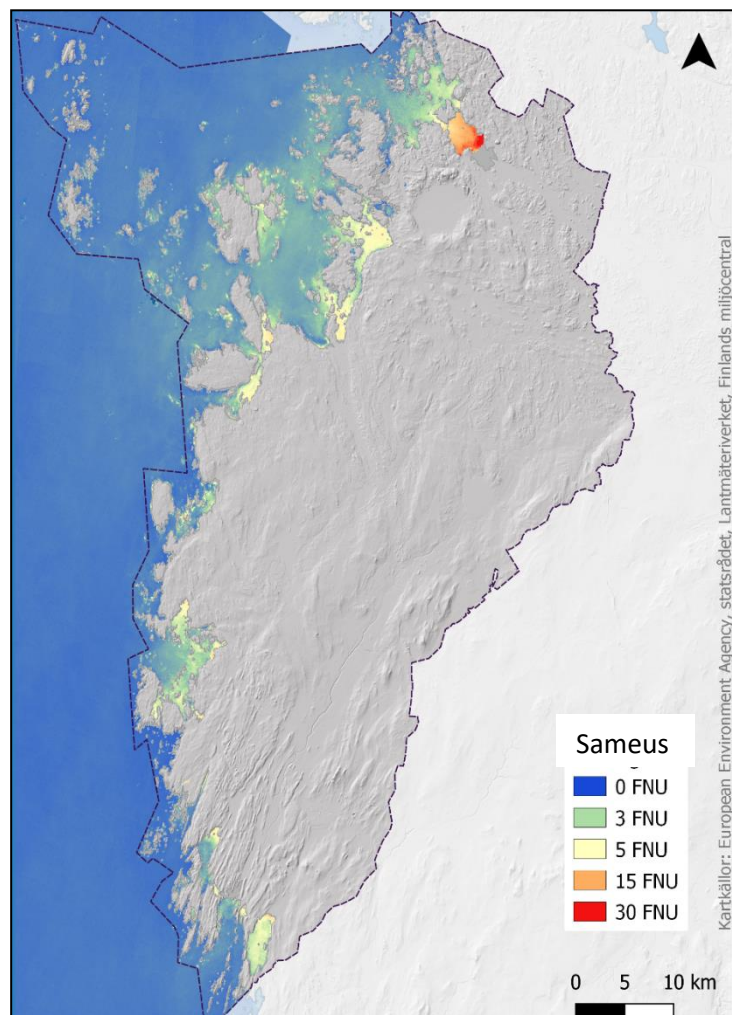 Kartkällor: European Environment Agency, statsrådet, Lantmäteriverket, Finlands miljöcentral
Sameus
0 FNU
3 FNU
5 FNU
15 FNU
30 FNU
0 5 10 km